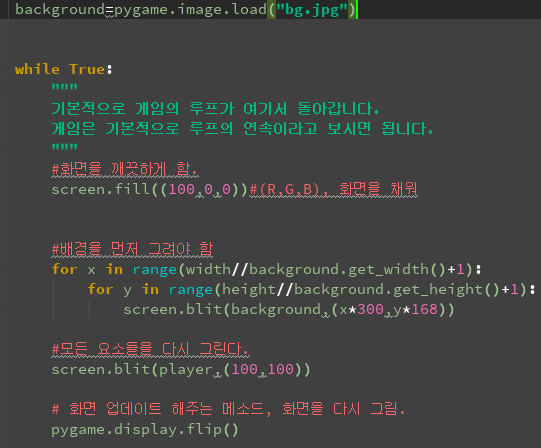 background=pygame.image.load("bg.jpg")
while True:
"""
기본적으로 게임의 루프가 여기서 돌아갑니다.
게임은 기본적으로 루프의 연속이라고 보시면 됩니다.
"""
#화면을 깨끗하게 함.
screen.fill((100,0,0))#(R,G,B), 화면을 채워
#배경을 먼저 그려야 함
for x in range(width//background.get_width()+1):
for y in range(height//background.get_height()+1):
screen.blit(background,(x*300,y*168))
#모든 요소들을 다시 그린다.
screen.blit(player,(100,100))
# 화면 업데이트 해주는 메소드, 화면을 다시 그림.
pygame.display.flip()